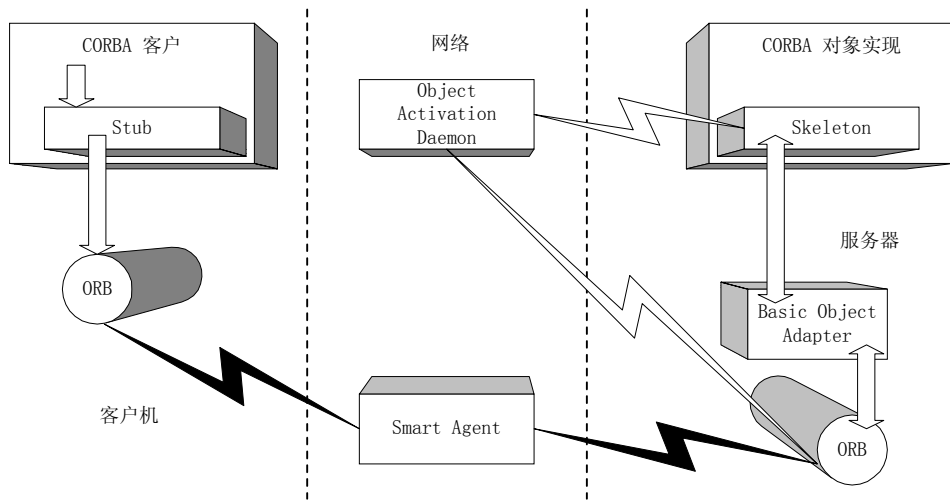 CORBA 客户
网络
CORBA 对象实现
Object
Activation
Daemon
Stub
Skeleton
服务器
ORB
Basic Object
Adapter
客户机
Smart Agent
ORB